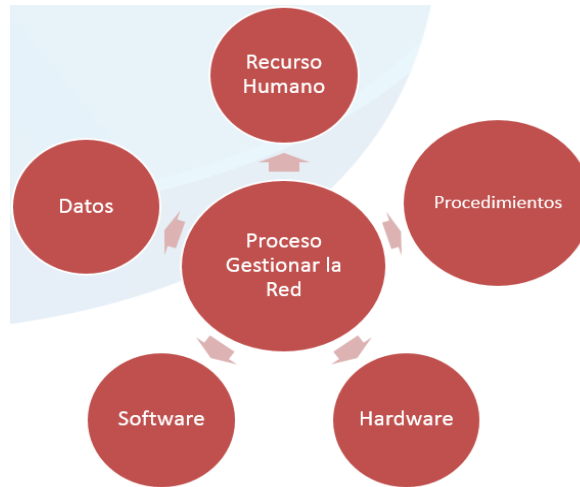 Recurso
Humano
Datos
Procedimientos
Proceso
Gestionar la
Red
Software
Hardware